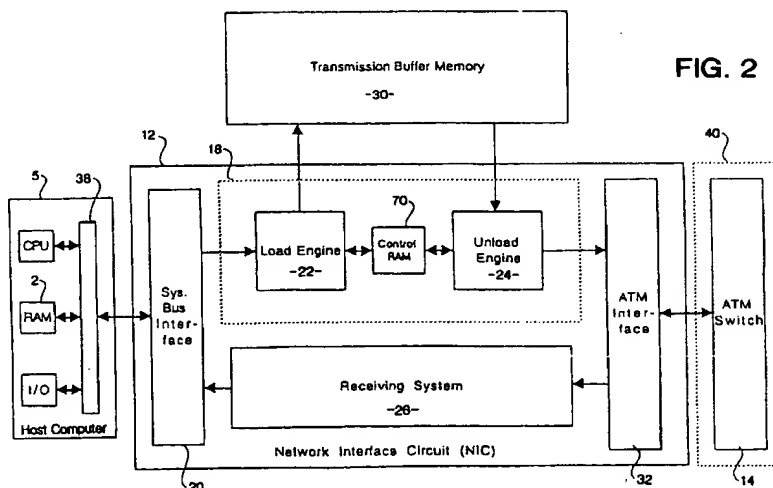 FIG. 2
Transmission Buffer Memory
-30-
12
18
40
5
38
70
CPU
2
RAM
I/O
Host Computer
Sys.
Bus
Inter-
face
Load Engine
-22-
Control
RAM
Unload
Engine
-24-
ATM
Inter-
face
ATM
Switch
Receiving System
-26-
Network Interface Circuit (NIC)
20
32
14